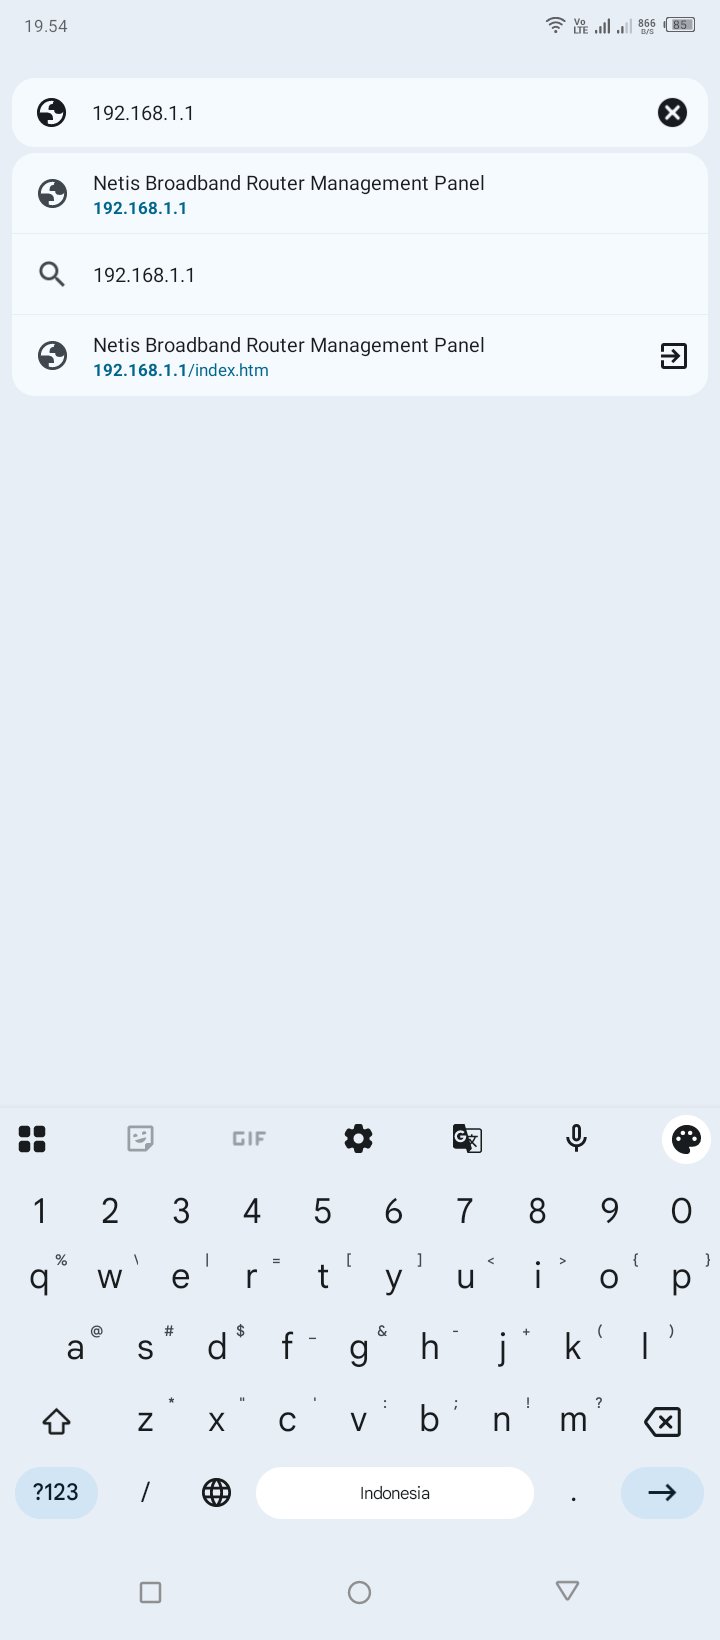 19.54
Vo
LTE
866
B/S
85
192.168.1.1
Netis Broadband Router Management Panel
192.168.1.1
192.168.1.1
Netis Broadband Router Management Panel
192.168.1.1/index.htm
GIF
G 文
1 2 3 4 5 6 7 8 9 0
% \ | = [ ] < > { }
q w e r t y u i o p
@ # $ _ & - + ( )
a s d f g h j k l
* " ' : ; ! ?
z x c v b n m
?123 / Indonesia .